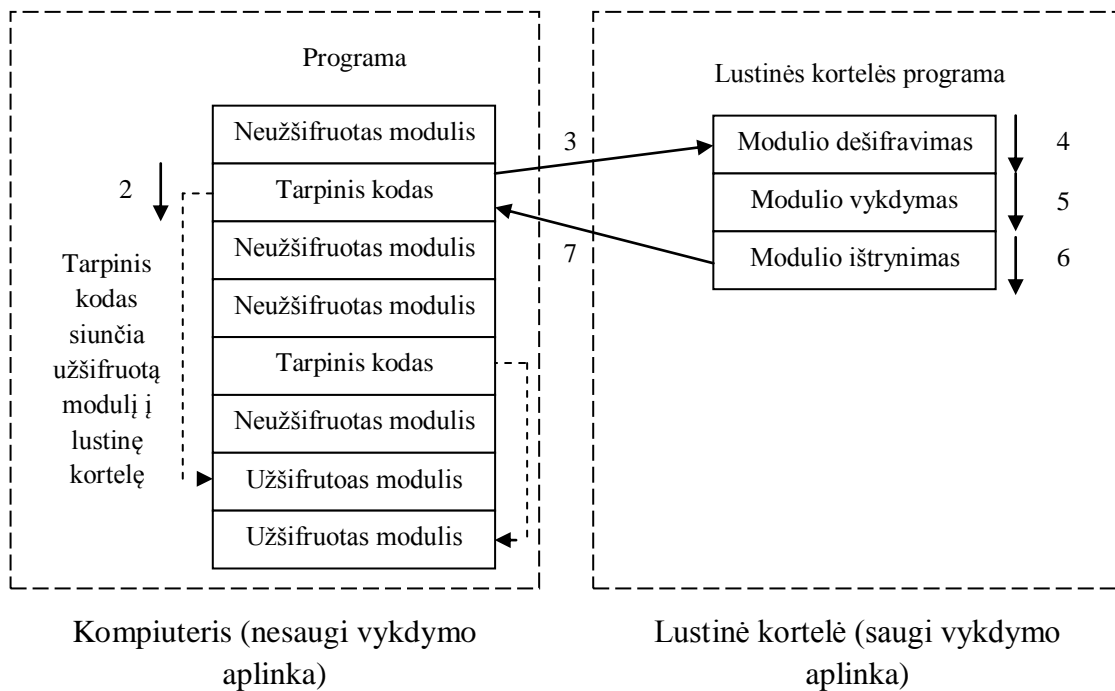 Programa
Neužšifruotas modulis
Tarpinis kodas
Neužšifruotas modulis
Neužšifruotas modulis
Tarpinis kodas
Neužšifruotas modulis
Užšifrutoas modulis
Užšifruotas modulis
2
Tarpinis
kodas
siunčia
užšifruotą
modulį į
lustinę
kortelę
3
7
Lustinės kortelės programa
Modulio dešifravimas
Modulio vykdymas
Modulio ištrynimas
4
5
6
Kompiuteris (nesaugi vykdymo
aplinka)
Lustinė kortelė (saugi vykdymo
aplinka)